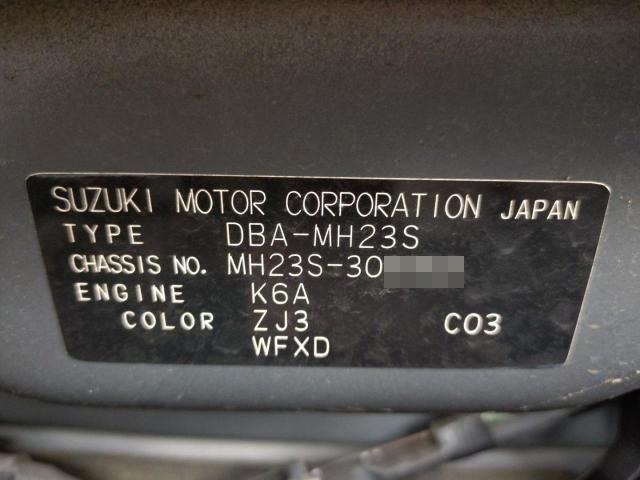 SUZUKI MOTOR CORPORATION JAPAN
TYPE DBA-MH23S
CHASSIS NO. MH23S-30
ENGINE K6A
COLOR ZJ3 C03
WFXD